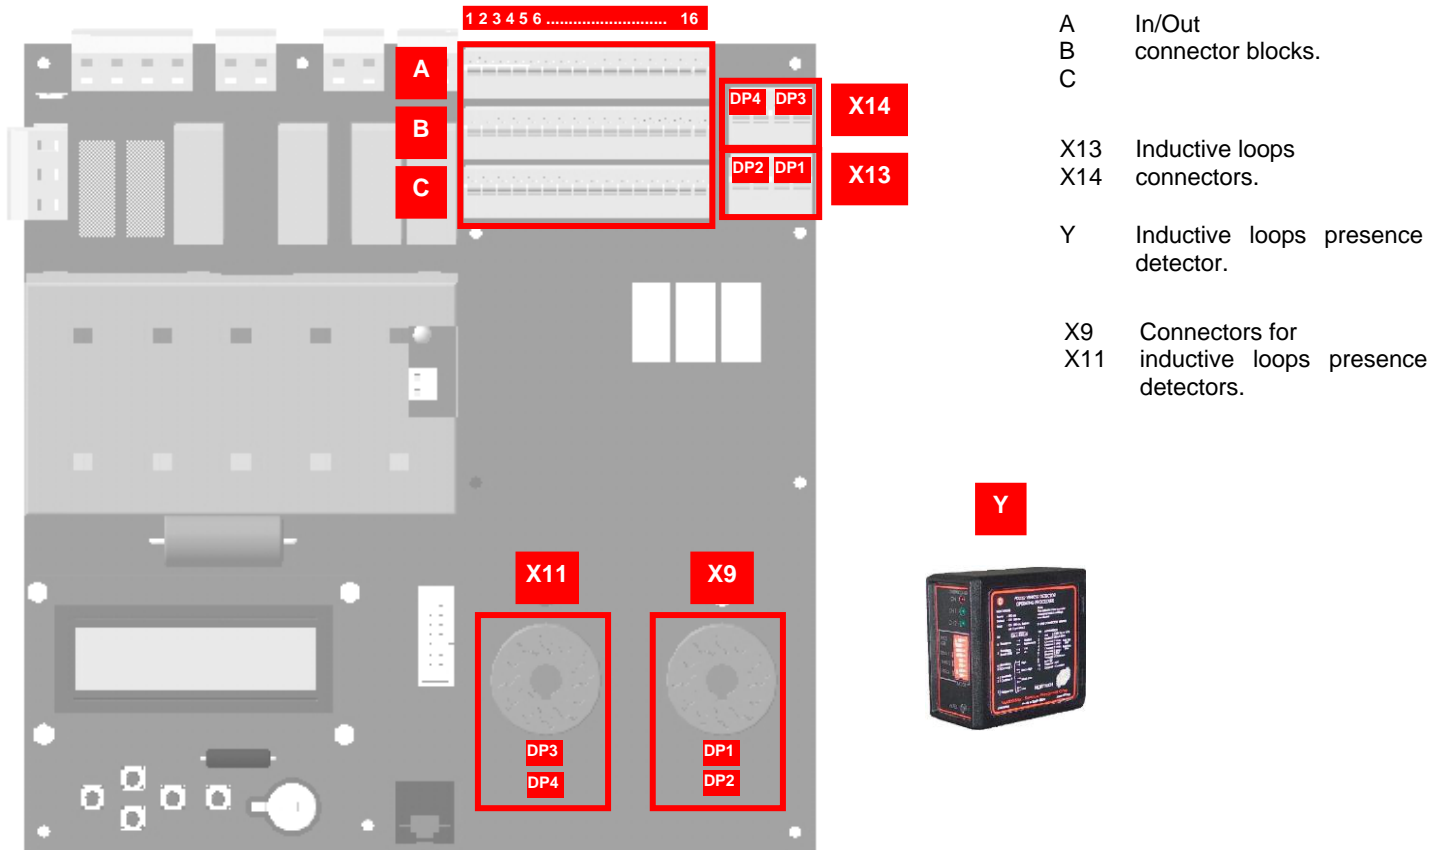 1 2 3 4 5 6 ........................... 16
A
B
C
DP4 DP3
X14
DP2 DP1
X13
A In/Out
B connector blocks.
C
X13 Inductive loops
X14 connectors.
Y Inductive loops presence
detector.
X9 Connectors for
X11 inductive loops presence
detectors.
Y
X11
X9
DP3
DP4
DP1
DP2